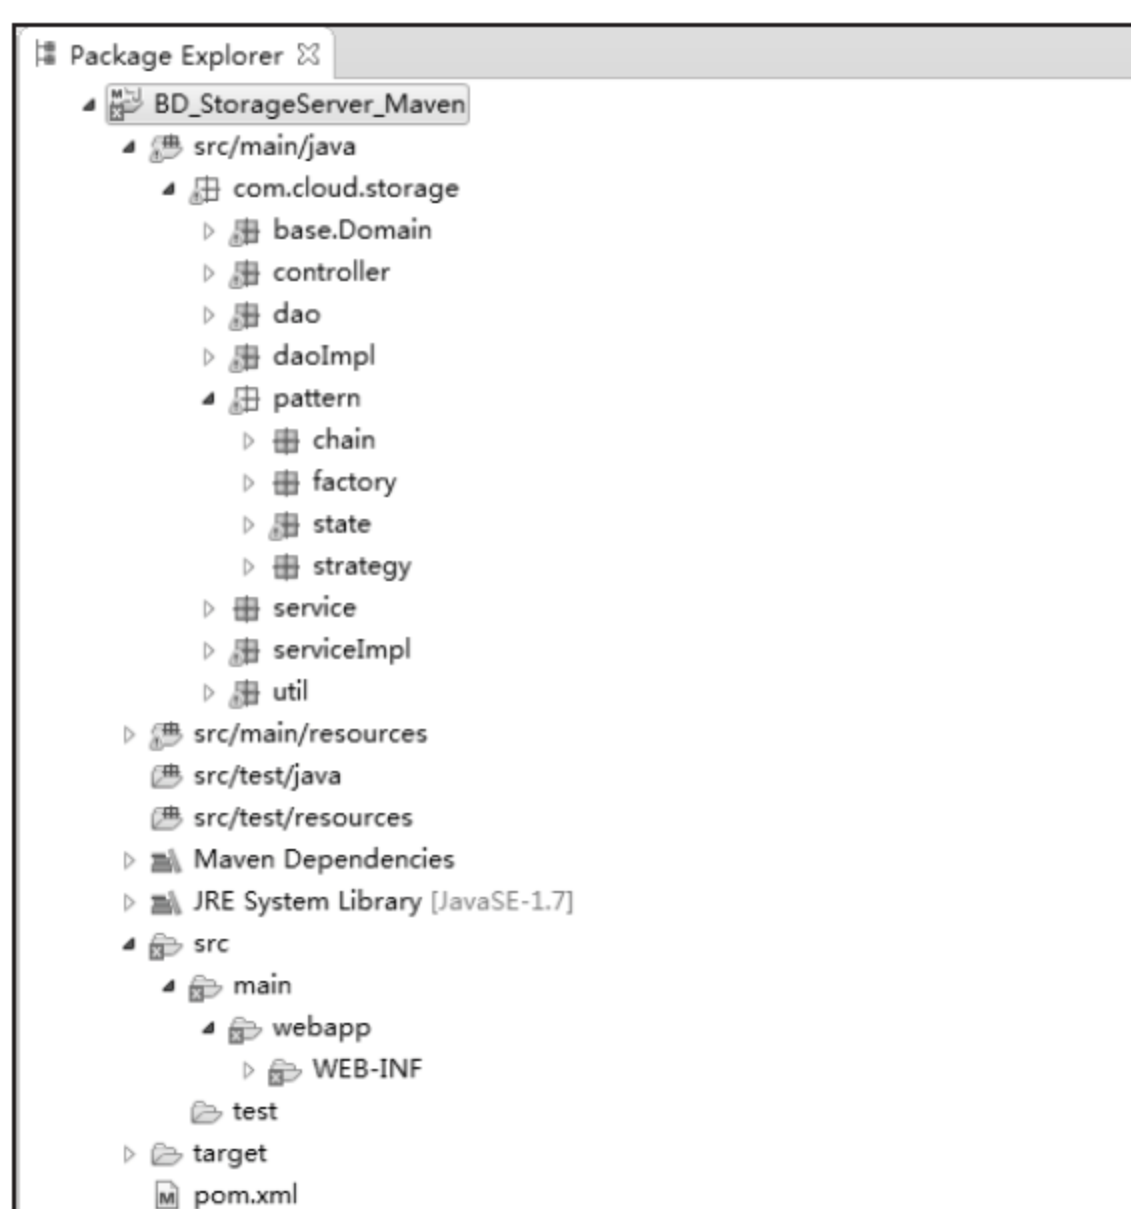 Package Explorer
BD_StorageServer_Maven
src/main/java
com.cloud.storage
base.Domain
controller
dao
daoImpl
pattern
chain
factory
state
strategy
service
serviceImpl
util
src/main/resources
src/test/java
src/test/resources
Maven Dependencies
JRE System Library [JavaSE-1.7]
src
main
webapp
WEB-INF
test
target
pom.xml